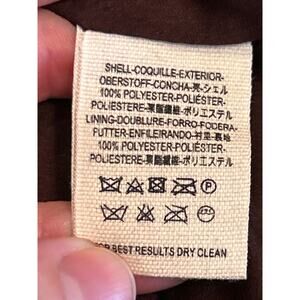 SHELL-COQUILLE-EXTERIOR-
OBERSTOFF-CONCHA-壳-シェル
100% POLYESTER-POLIÉSTER-
POLIESTERE-聚酯纖維-ポリエステル
LINING-DOUBLURE-FORRO-FODERA-
FUTTER-ENFILEIRANDO-村里-裏地
100% POLYESTER-POLIÉSTER-
POLIESTERE-聚酯纖維-ポリエステル
P
FOR BEST RESULTS DRY CLEAN